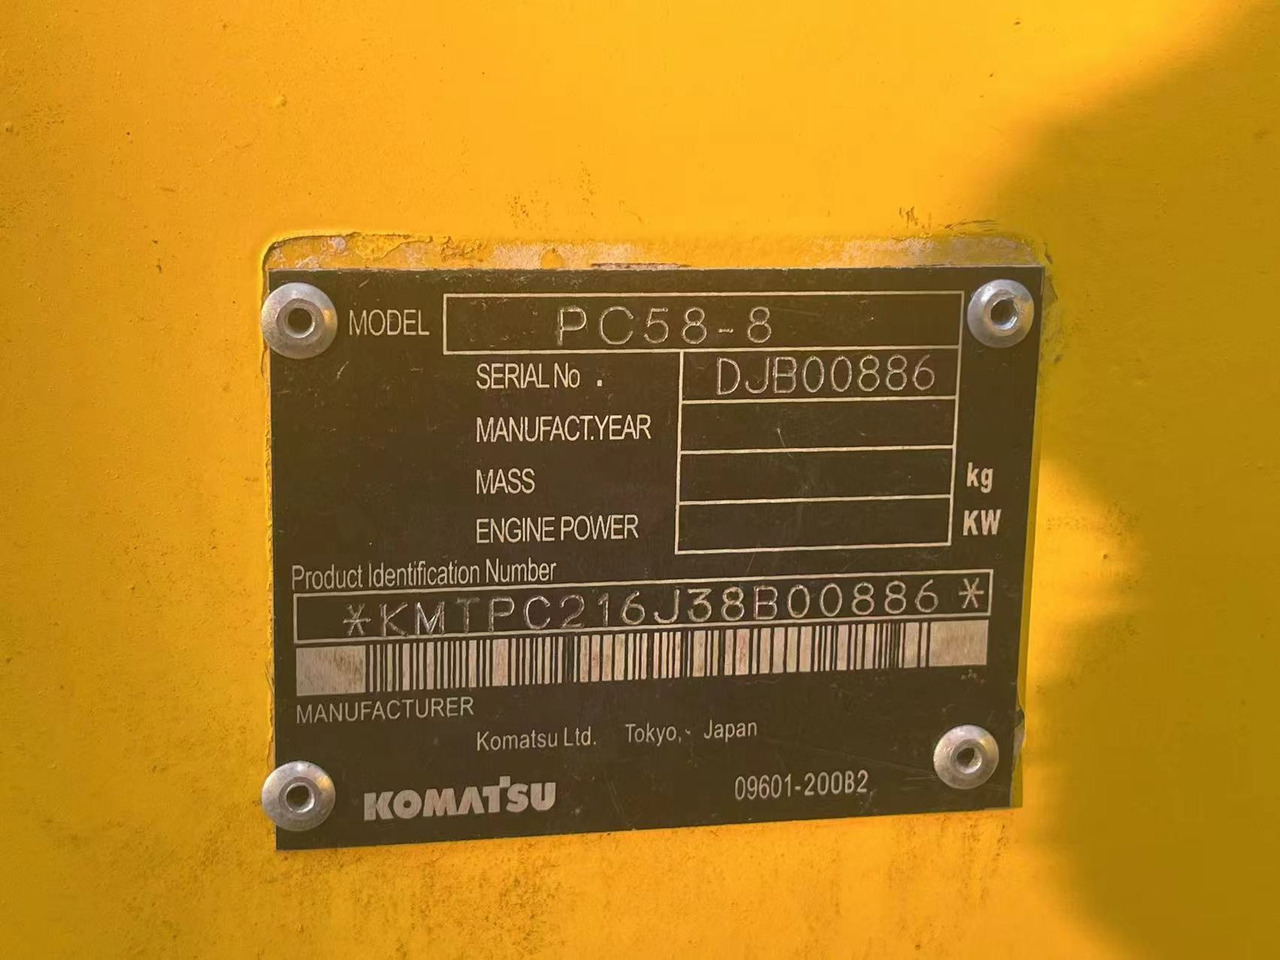 MODEL PC58-8
SERIAL No . DJB00886
MANUFACT.YEAR
MASS kg
ENGINE POWER KW
Product Identification Number
*KMTPC216J38B00886*
MANUFACTURER
Komatsu Ltd. Tokyo, Japan
KOMATSU 09601-200B2